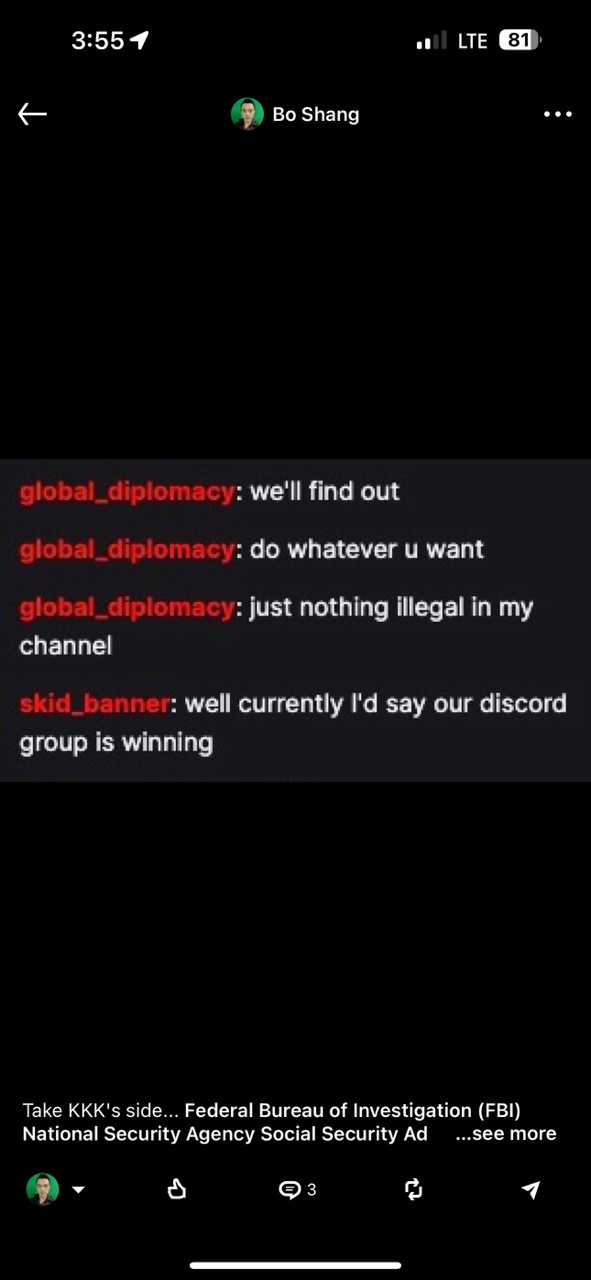 3:55
LTE
81
Bo Shang
global_diplomacy: we'll find out
global_diplomacy: do whatever u want
global_diplomacy: just nothing illegal in my
channel
skid_banner: well currently I'd say our discord
group is winning
Take KKK's side... Federal Bureau of Investigation (FBI)
National Security Agency Social Security Ad ...see more
3